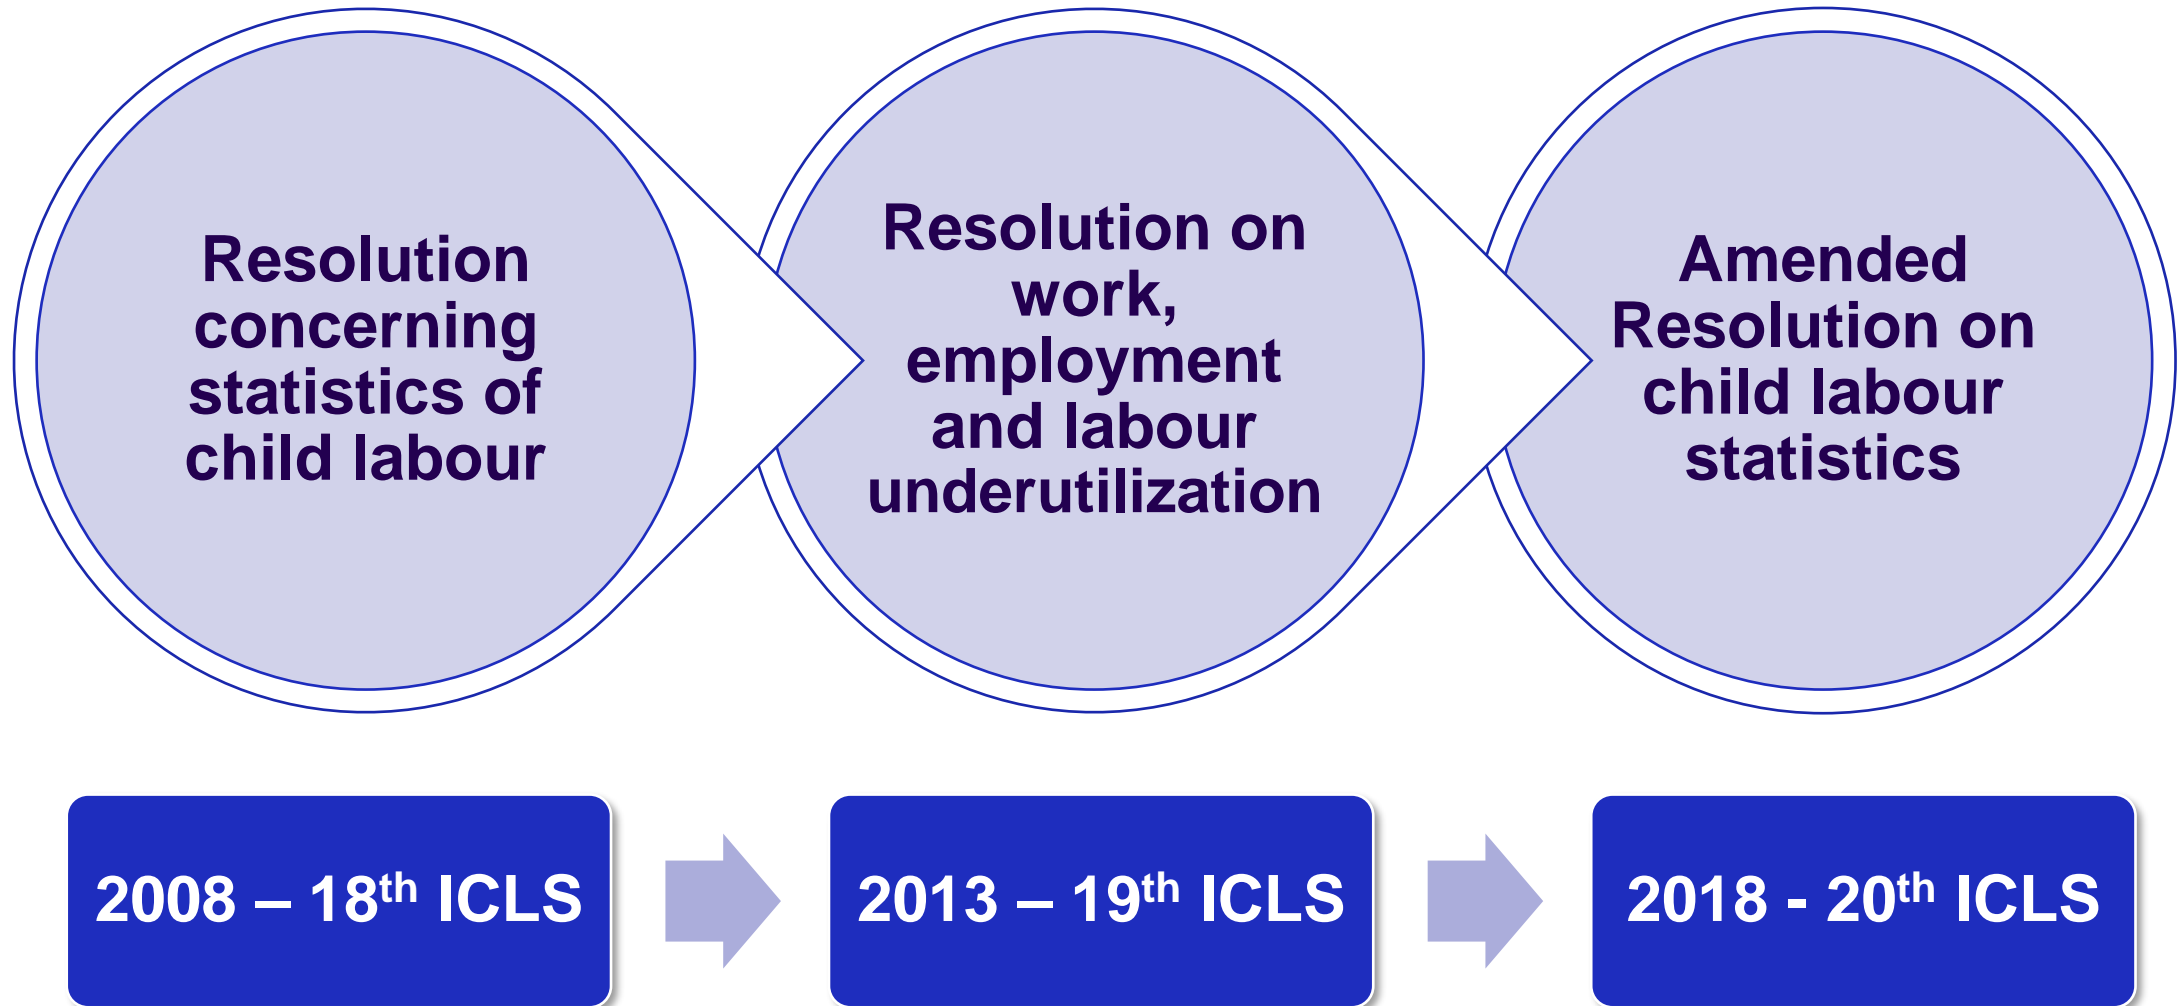 Resolution
concerning
statistics of
child labour
Resolution on
work,
employment
and labour
underutilization
Amended
Resolution on
child labour
statistics
2008 – 18th ICLS
2013 – 19th ICLS
2018 - 20th ICLS